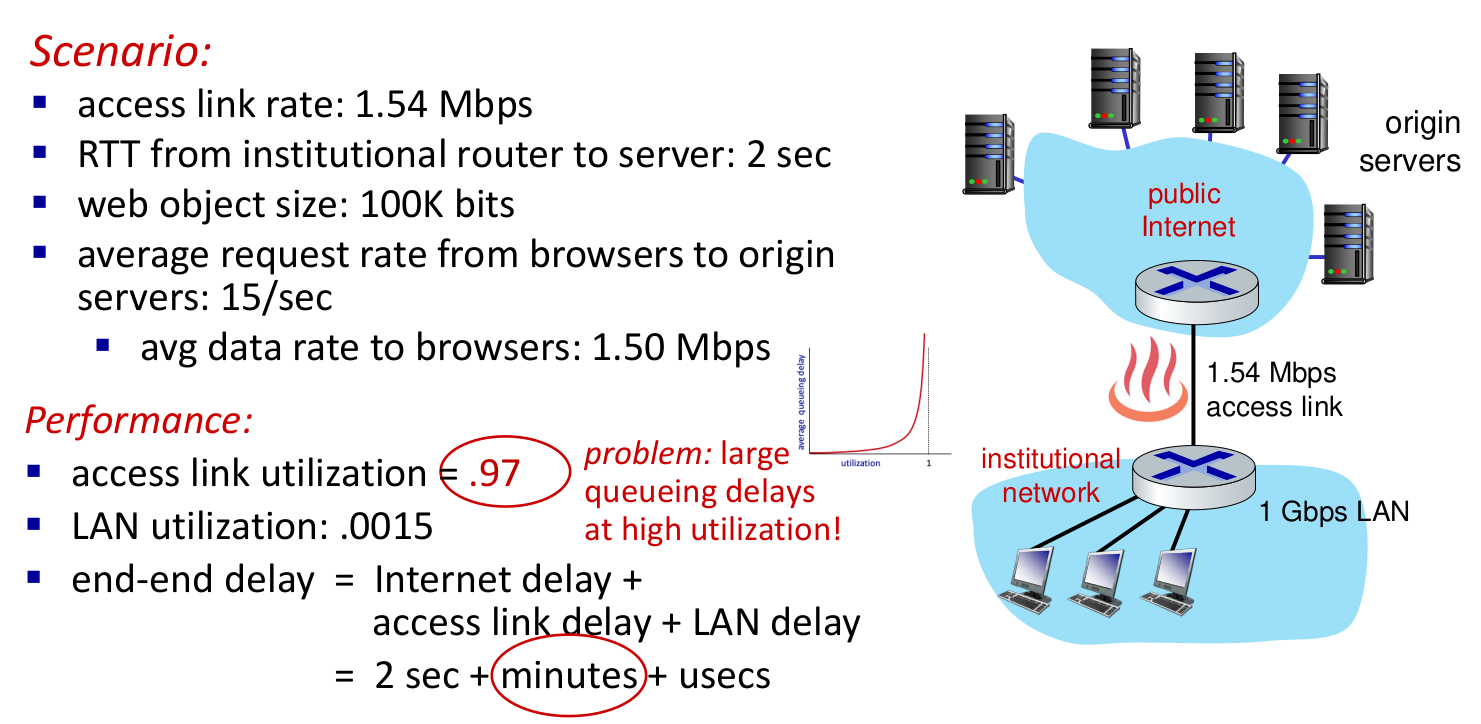 Scenario:
▪ access link rate: 1.54 Mbps
▪ RTT from institutional router to server: 2 sec
▪ web object size: 100K bits
▪ average request rate from browsers to origin
servers: 15/sec
▪ avg data rate to browsers: 1.50 Mbps
Performance:
▪ access link utilization = .97
▪ LAN utilization: .0015
▪ end-end delay = Internet delay +
access link delay + LAN delay
= 2 sec + minutes + usecs
problem: large
queueing delays
at high utilization!
average queueing delay
utilization
1
origin
servers
public
Internet
1.54 Mbps
access link
institutional
network
1 Gbps LAN